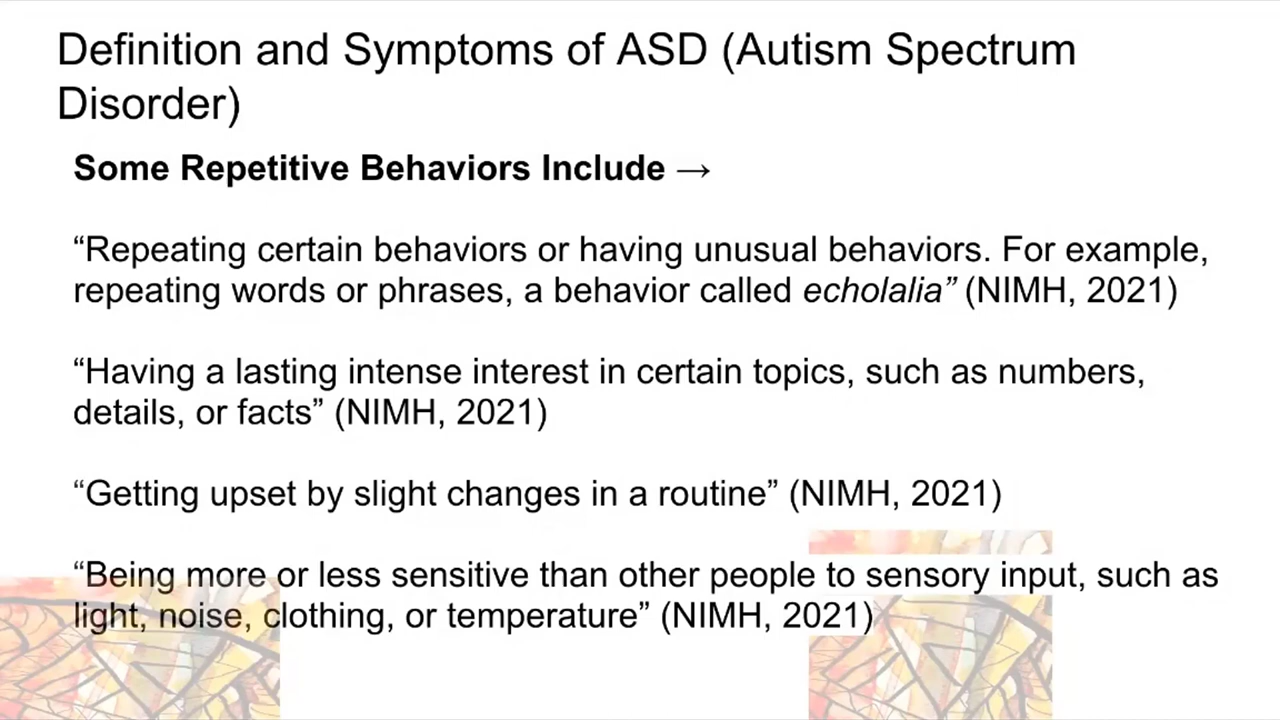 Definition and Symptoms of ASD (Autism Spectrum
Disorder)
Some Repetitive Behaviors Include →
“Repeating certain behaviors or having unusual behaviors. For example,
repeating words or phrases, a behavior called echolalia” (NIMH, 2021)
“Having a lasting intense interest in certain topics, such as numbers,
details, or facts” (NIMH, 2021)
“Getting upset by slight changes in a routine” (NIMH, 2021)
“Being more or less sensitive than other people to sensory input, such as
light, noise, clothing, or temperature” (NIMH, 2021)